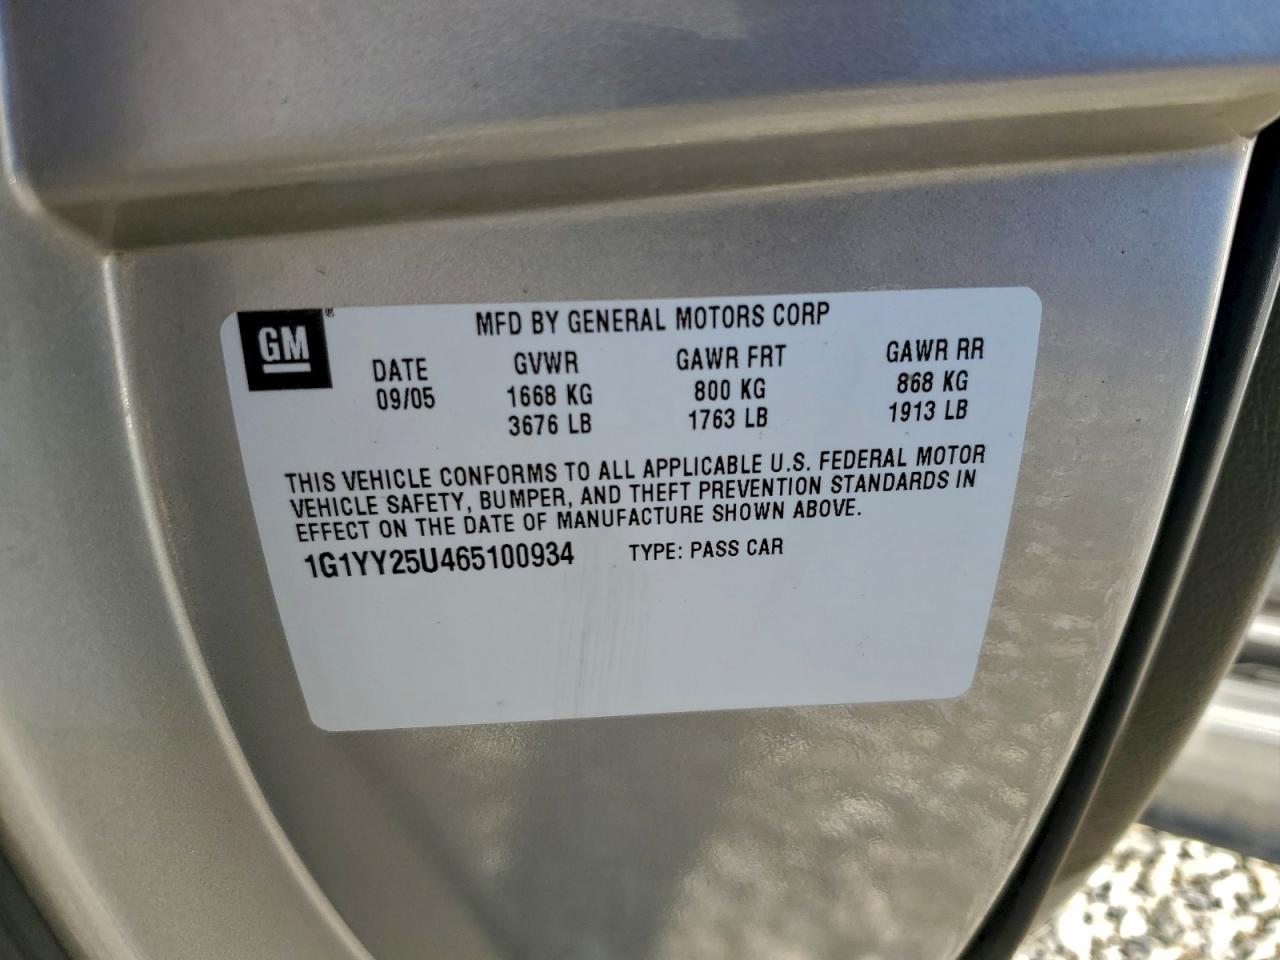 GM®
MFD BY GENERAL MOTORS CORP
DATE GVWR GAWR FRT GAWR RR
09/05 1668 KG 800 KG 868 KG
3676 LB 1763 LB 1913 LB
THIS VEHICLE CONFORMS TO ALL APPLICABLE U.S. FEDERAL MOTOR
VEHICLE SAFETY, BUMPER, AND THEFT PREVENTION STANDARDS IN
EFFECT ON THE DATE OF MANUFACTURE SHOWN ABOVE.
1G1YY25U465100934 TYPE: PASS CAR